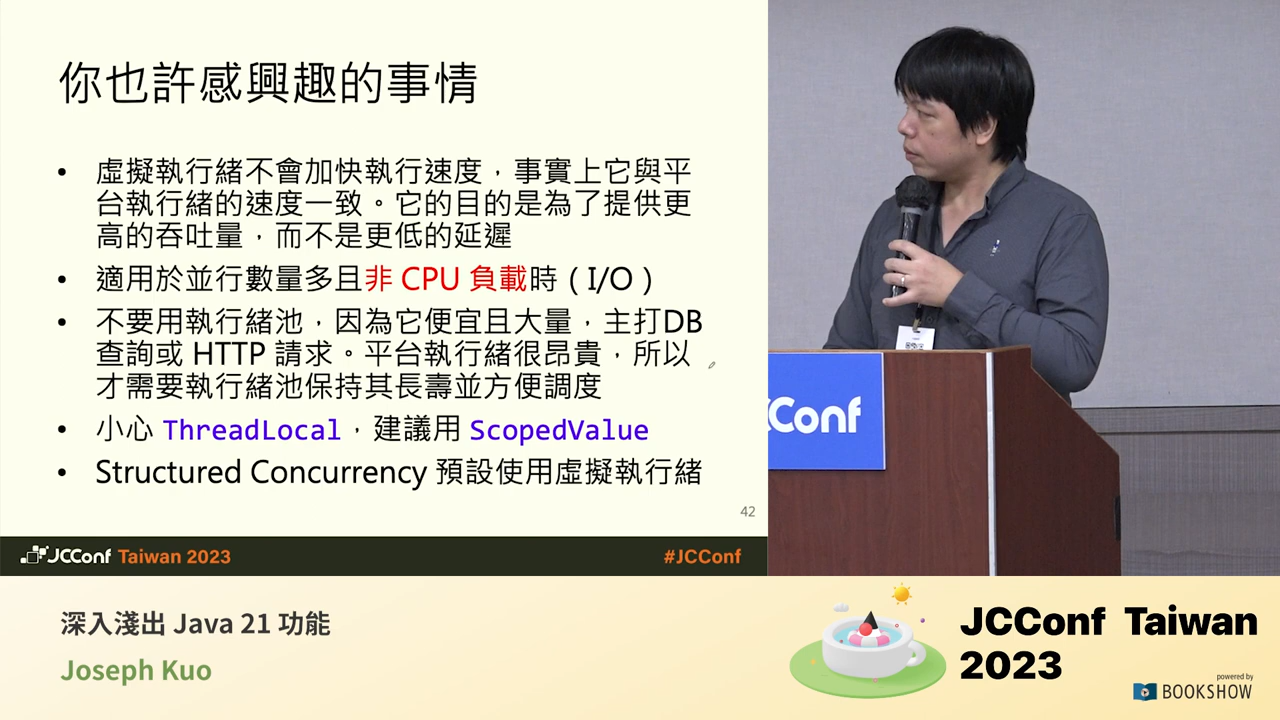 你也許感興趣的事情
• 虛擬執行緒不會加快執行速度，事實上它與平
台執行緒的速度一致。它的目的是為了提供更
高的吞吐量，而不是更低的延遲
• 適用於並行數量多且非 CPU 負載時 ( I/O )
• 不要用執行緒池，因為它便宜且大量，主打DB
查詢或 HTTP 請求。平台執行緒很昂貴，所以
才需要執行緒池保持其長壽並方便調度
• 小心 ThreadLocal，建議用 ScopedValue
• Structured Concurrency 預設使用虛擬執行緒
42
JCConf Taiwan 2023
#JCConf
CConf
深入淺出 Java 21 功能
Joseph Kuo
JCConf Taiwan
2023
powered by
BOOKSHOW